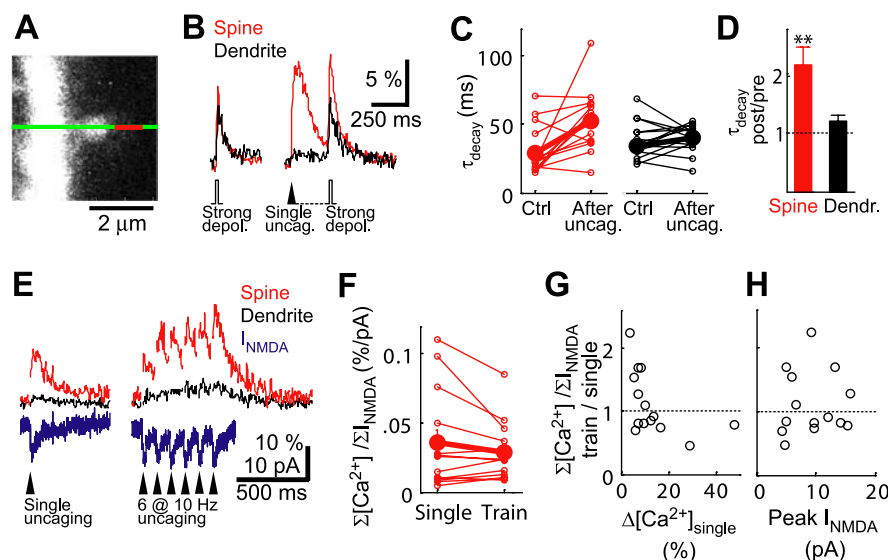 A
2 μm
B
Spine
Dendrite
5 %
250 ms
Strong
depol.
Single
uncag.
Strong
depol.
C
τdecay
(ms)
100
50
0
Ctrl
After
uncag.
Ctrl
After
uncag.
D
τdecay
post/pre
2
1
**
Spine
Dendr.
E
Spine
Dendrite
INMDA
10 %
10 pA
500 ms
Single
uncaging
6 @ 10 Hz
uncaging
F
Σ[Ca2+] /ΣINMDA (%/pA)
0.1
.05
0
Single
Train
G
Σ[Ca2+] /ΣINMDA
train / single
2
1
0
0
20
40
Δ[Ca2+]single
(%)
H
0
10
20
Peak INMDA
(pA)